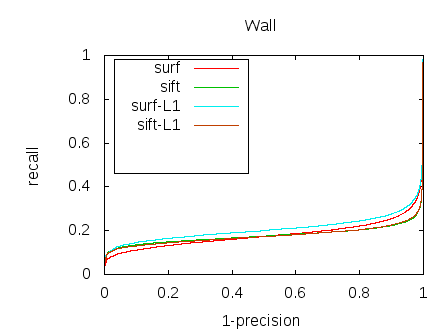 Wall
1
0.8
0.6
0.4
0.2
0
recall
surf
sift
surf-L1
sift-L1
0 0.2 0.4 0.6 0.8 1
1-precision